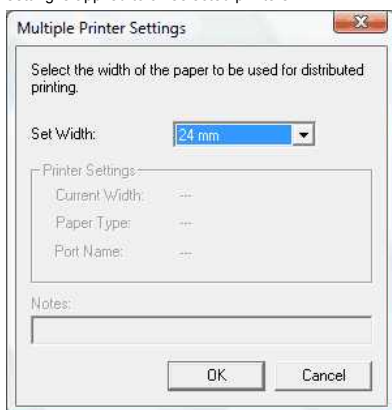 Multiple Printer Settings
Select the width of the paper to be used for distributed
printing.
Set Width: 24 mm
Printer Settings
Current Width: ---
Paper Type: ---
Port Name: ---
Notes:
OK Cancel